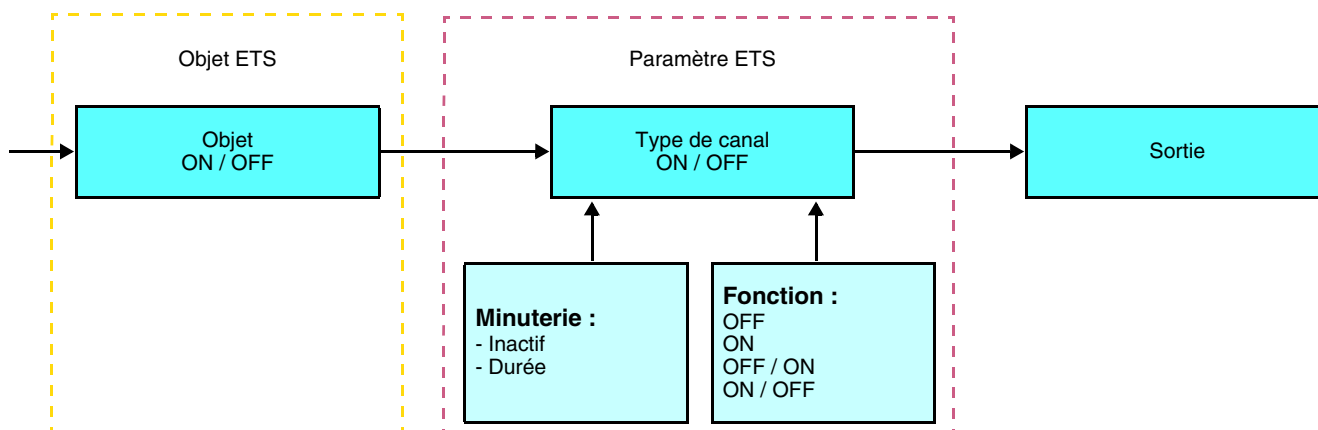 Objet ETS
Paramètre ETS
Objet
ON / OFF
Type de canal
ON / OFF
Sortie
Minuterie :
- Inactif
- Durée
Fonction :
OFF
ON
OFF / ON
ON / OFF